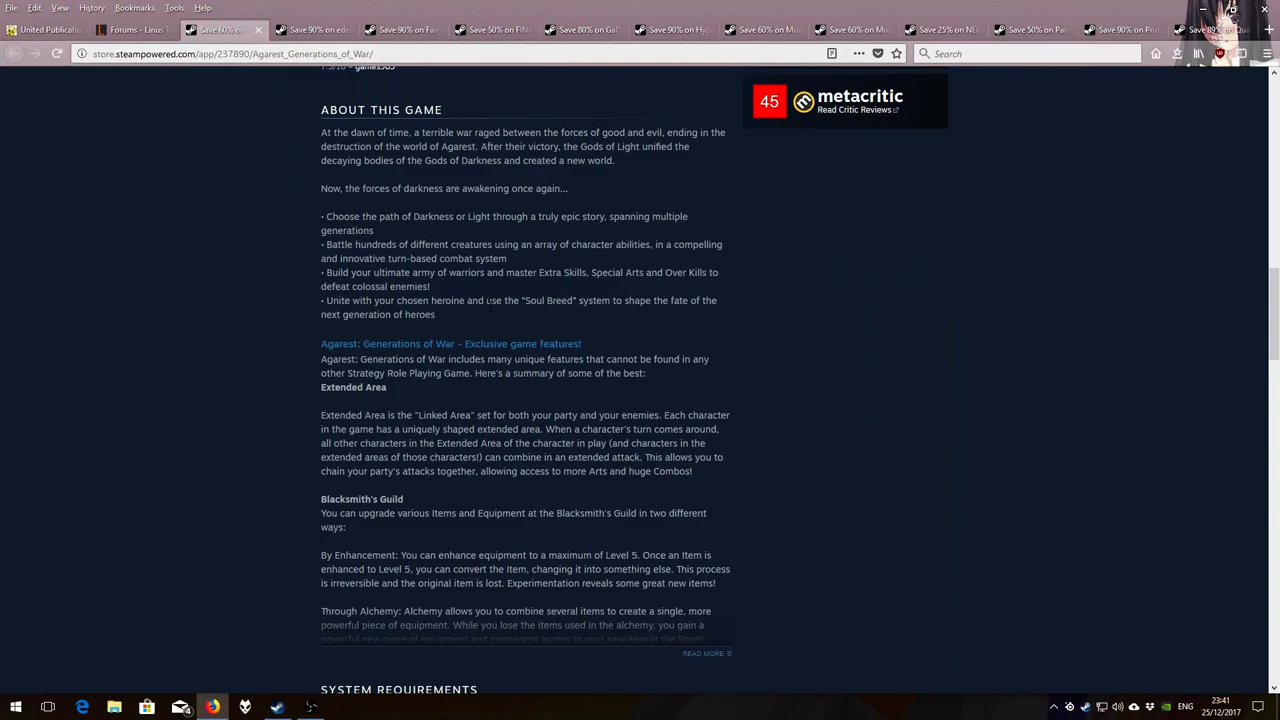 File Edit View History Bookmarks Tools Help
United Publicatio
Forums - Linus T
Save 60% on
Save 90% on ede
Save 90% on Fair
Save 50% on FIN
Save 80% on Gal
Save 90% on Hyp
Save 60% on Mu
Save 60% on Mu
Save 25% on NE
Save 50% on Par
Save 90% on Por
store.steampowered.com/app/237890/Agarest_Generations_of_War/
Search
ABOUT THIS GAME
At the dawn of time, a terrible war raged between the forces of good and evil, ending in the
destruction of the world of Agarest. After their victory, the Gods of Light unified the
decaying bodies of the Gods of Darkness and created a new world.
Now, the forces of darkness are awakening once again...
• Choose the path of Darkness or Light through a truly epic story, spanning multiple
generations
• Battle hundreds of different creatures using an array of character abilities, in a compelling
and innovative turn-based combat system
• Build your ultimate army of warriors and master Extra Skills, Special Arts and Over Kills to
defeat colossal enemies!
• Unite with your chosen heroine and use the "Soul Breed" system to shape the fate of the
next generation of heroes
Agarest: Generations of War - Exclusive game features!
Agarest: Generations of War includes many unique features that cannot be found in any
other Strategy Role Playing Game. Here's a summary of some of the best:
Extended Area
Extended Area is the "Linked Area" set for both your party and your enemies. Each character
in the game has a uniquely shaped extended area. When a character's turn comes around,
all other characters in the Extended Area of the character in play (and characters in the
extended areas of those characters!) can combine in an extended attack. This allows you to
chain your party's attacks together, allowing access to more Arts and huge Combos!
Blacksmith's Guild
You can upgrade various Items and Equipment at the Blacksmith's Guild in two different
ways:
By Enhancement: You can enhance equipment to a maximum of Level 5. Once an Item is
enhanced to Level 5, you can convert the Item, changing it into something else. This process
is irreversible and the original item is lost. Experimentation reveals some great new items!
Through Alchemy: Alchemy allows you to combine several items to create a single, more
powerful piece of equipment. While you lose the items used in the alchemy, you gain a
powerful new piece of equipment and permanent access to your new item in the Shop!
READ MORE
SYSTEM REQUIREMENTS
45
metacritic
Read Critic Reviews
ENG
23:41
25/12/2017